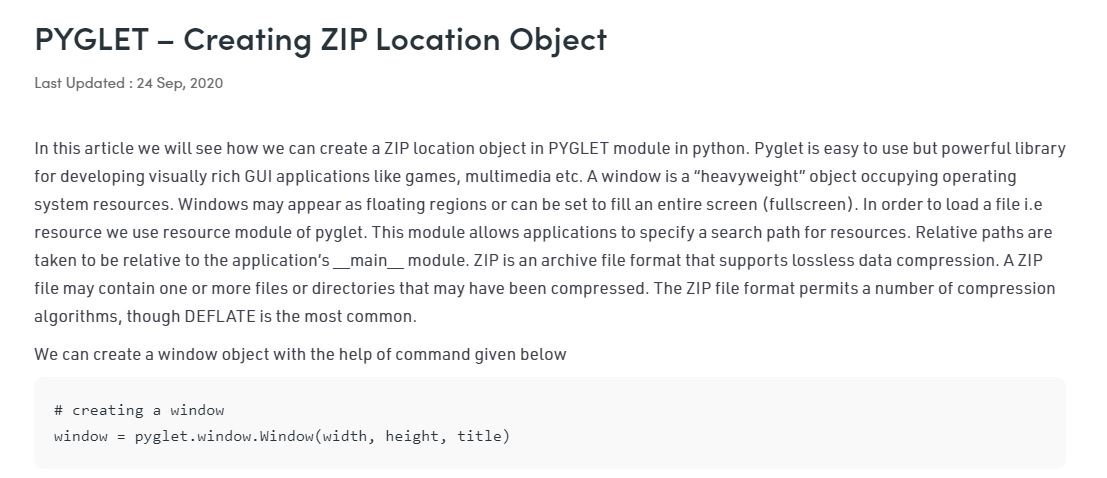 PYGLET – Creating ZIP Location Object
Last Updated : 24 Sep, 2020
In this article we will see how we can create a ZIP location object in PYGLET module in python. Pyglet is easy to use but powerful library
for developing visually rich GUI applications like games, multimedia etc. A window is a “heavyweight” object occupying operating
system resources. Windows may appear as floating regions or can be set to fill an entire screen (fullscreen). In order to load a file i.e
resource we use resource module of pyglet. This module allows applications to specify a search path for resources. Relative paths are
taken to be relative to the application’s __main__ module. ZIP is an archive file format that supports lossless data compression. A ZIP
file may contain one or more files or directories that may have been compressed. The ZIP file format permits a number of compression
algorithms, though DEFLATE is the most common.
We can create a window object with the help of command given below
# creating a window
window = pyglet.window.Window(width, height, title)